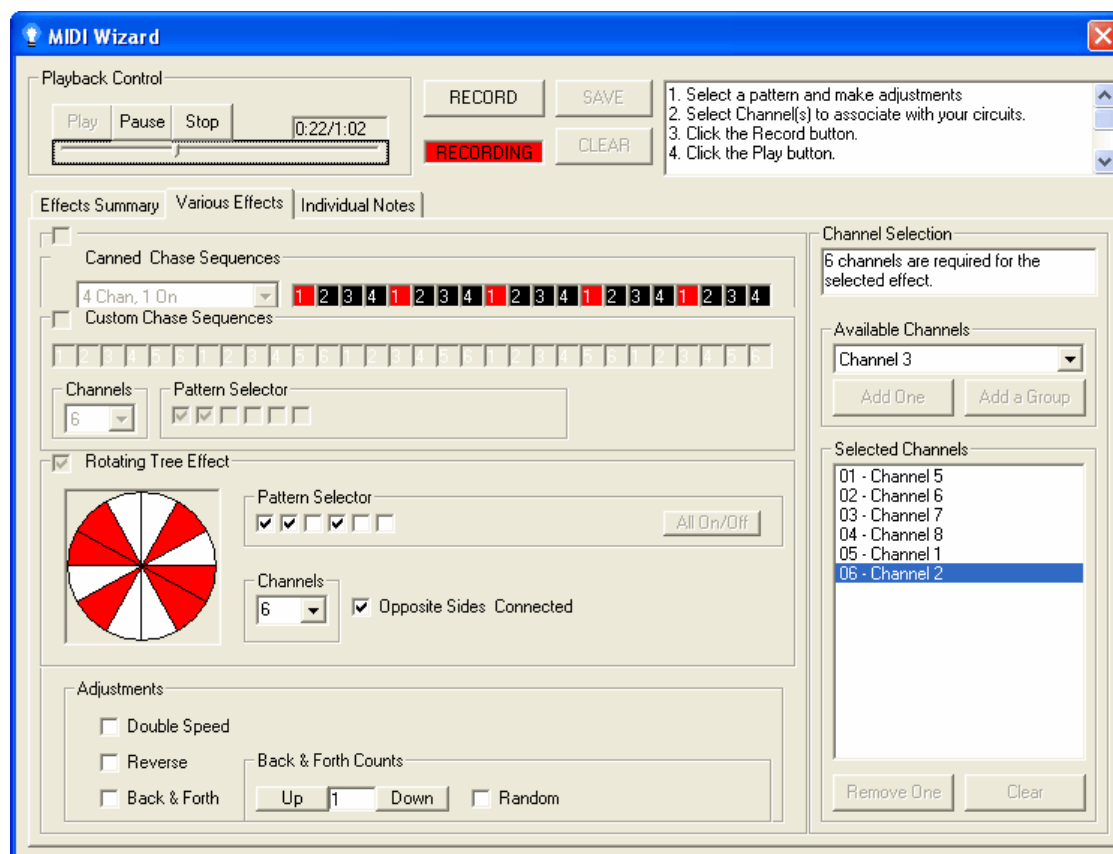 MIDI Wizard
Playback Control
Play Pause Stop
0:22/1:02
RECORD SAVE
RECORDING CLEAR
1. Select a pattern and make adjustments
2. Select Channel(s) to associate with your circuits.
3. Click the Record button.
4. Click the Play button.
Effects Summary Various Effects Individual Notes
Canned Chase Sequences
4 Chan, 1 On
1 2 3 4 1 2 3 4 1 2 3 4 1 2 3 4 1 2 3 4
Custom Chase Sequences
1 2 3 4 5 6 1 2 3 4 5 6 1 2 3 4 5 6 1 2 3 4 5 6 1 2 3 4 5 6
Channels
6
Pattern Selector
Rotating Tree Effect
Pattern Selector
All On/Off
Channels
6
Opposite Sides Connected
Adjustments
Double Speed
Reverse
Back & Forth
Back & Forth Counts
Up 1 Down
Random
Channel Selection
6 channels are required for the
selected effect.
Available Channels
Channel 3
Add One Add a Group
Selected Channels
01 - Channel 5
02 - Channel 6
03 - Channel 7
04 - Channel 8
05 - Channel 1
06 - Channel 2
Remove One Clear